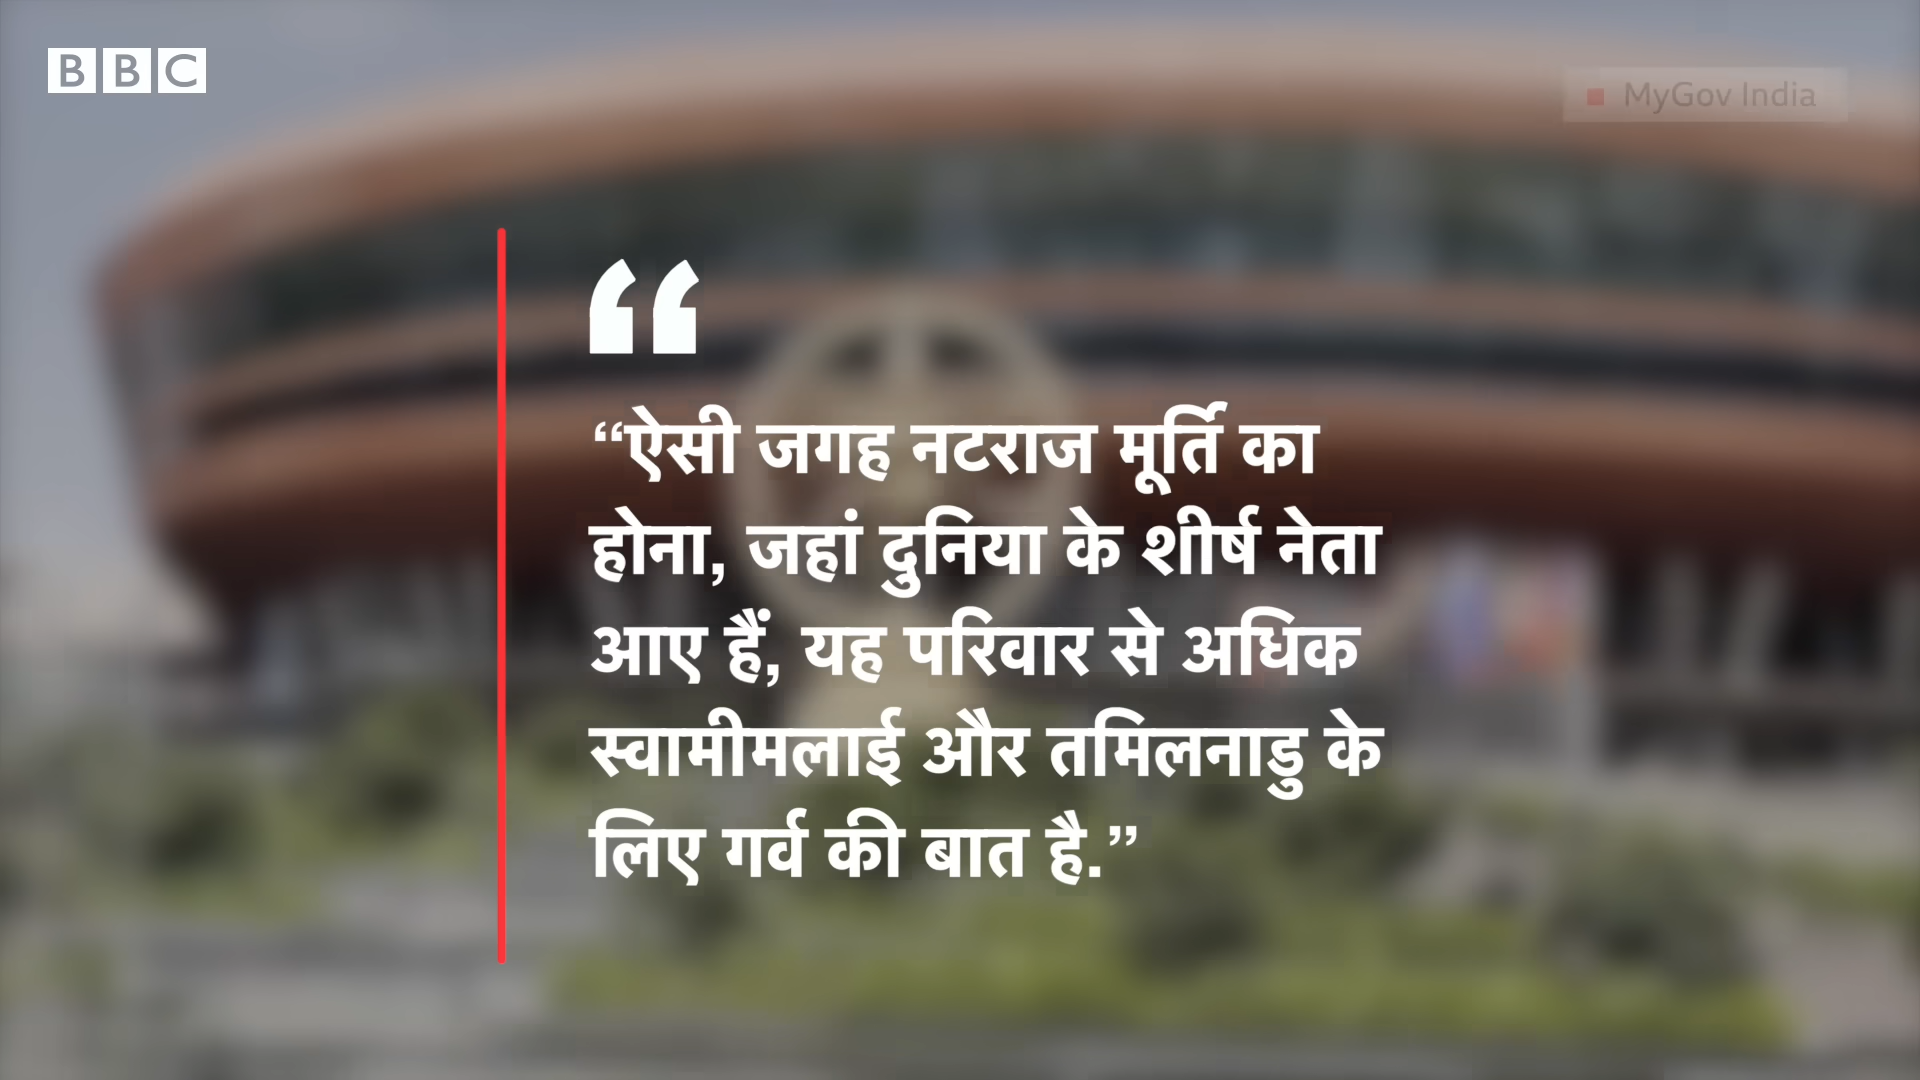 BBC
MyGov India
“ऐसी जगह नटराज मूर्ति का
होना, जहां दुनिया के शीर्ष नेता
आए हैं, यह परिवार से अधिक
स्वामीमलाई और तमिलनाडु के
लिए गर्व की बात है.”